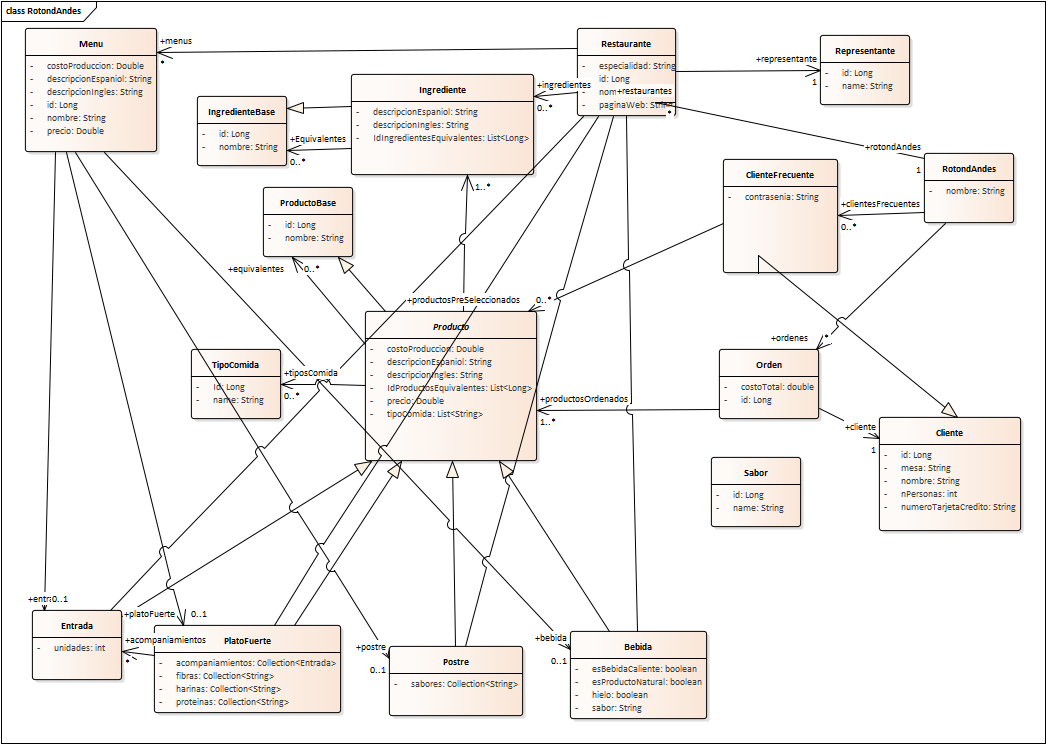 class RotondAndes
Menu
- costoProduccion: Double
- descripcionEspaniol: String
- descripcionIngles: String
- id: Long
- nombre: String
- precio: Double
+menus
*
Restaurante
- especialidad: String
- id: Long
- nom
+restaurantes
- paginaWeb: String
*
+representante
1
Representante
- id: Long
- name: String
IngredienteBase
- id: Long
- nombre: String
Ingrediente
- descripcionEspaniol: String
- descripcionIngles: String
- IdIngredientesEquivalentes: List<Long>
+ingredientes
0..*
+Equivalentes
0..*
1..*
+rotondAndes
1
RotondAndes
- nombre: String
ClienteFrecuente
- contrasenia: String
+clientesFrecuentes
0..*
ProductoBase
- id: Long
- nombre: String
+equivalentes
0..*
+productosPreSeleccionados
0..*
Producto
- costoProduccion: Double
- descripcionEspaniol: String
- descripcionIngles: String
- IdProductosEquivalentes: List<Long>
- precio: Double
- tipoComida: List<String>
TipoComida
- Id: Long
- name: String
+tiposComida
0..*
+ordenes
*
Orden
- costoTotal: double
- id: Long
+productosOrdenados
1..*
+cliente
1
Cliente
- id: Long
- mesa: String
- nombre: String
- nPersonas: int
- numeroTarjetaCredito: String
Sabor
- id: Long
- name: String
+entr
0..1
Entrada
- unidades: int
+platoFuerte
0..1
+acompaniamientos
*
PlatoFuerte
- acompaniamientos: Collection<Entrada>
- fibras: Collection<String>
- harinas: Collection<String>
- proteinas: Collection<String>
+postre
0..1
Postre
- sabores: Collection<String>
+bebida
0..1
Bebida
- esBebidaCaliente: boolean
- esProductoNatural: boolean
- hielo: boolean
- sabor: String